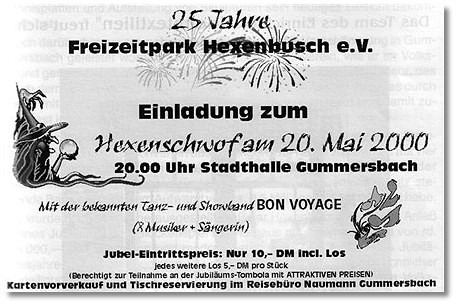 25 Jahre
Freizeitpark Hexenbusch e.V.
Einladung zum
Hexenschwof am 20. Mai 2000
20.00 Uhr Stadthalle Gummersbach
Mit der bekannten Tanz- und Showband BON VOYAGE
(8 Musiker + Sängerin)
Jubel-Eintrittspreis: Nur 10,- DM incl. Los
jedes weitere Los 5,- DM pro Stück
(Berechtigt zur Teilnahme an der Jubiläums-Tombola mit ATTRAKTIVEN PREISEN)
Kartenvorverkauf und Tischreservierung im Reisebüro Naumann Gummersbach